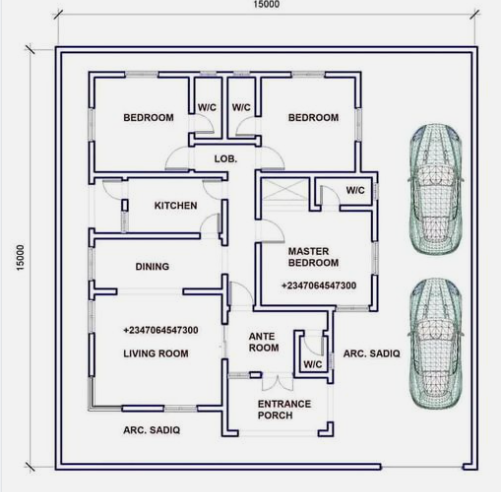 15000
15000
BEDROOM
W/C
W/C
BEDROOM
LOB.
W/C
KITCHEN
MASTER
BEDROOM
+2347064547300
DINING
+2347064547300
LIVING ROOM
ANTE
ROOM
W/C
ARC. SADIQ
ENTRANCE
PORCH
ARC. SADIQ